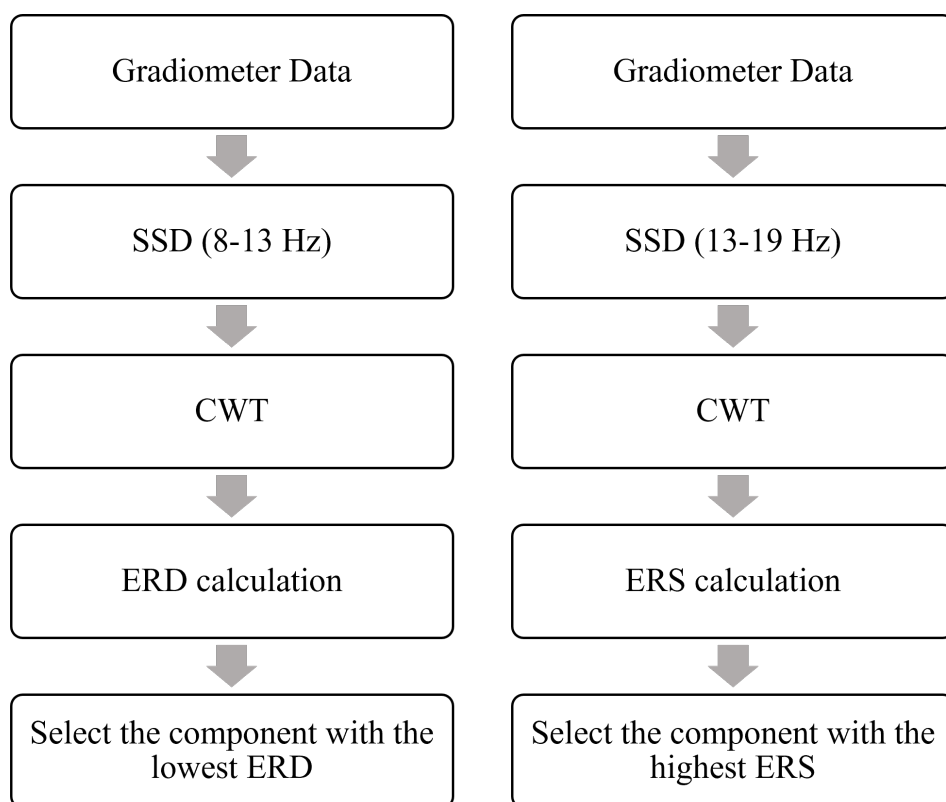 Gradiometer Data
SSD (8-13 Hz)
CWT
ERD calculation
Select the component with the
lowest ERD
Gradiometer Data
SSD (13-19 Hz)
CWT
ERS calculation
Select the component with the
highest ERS